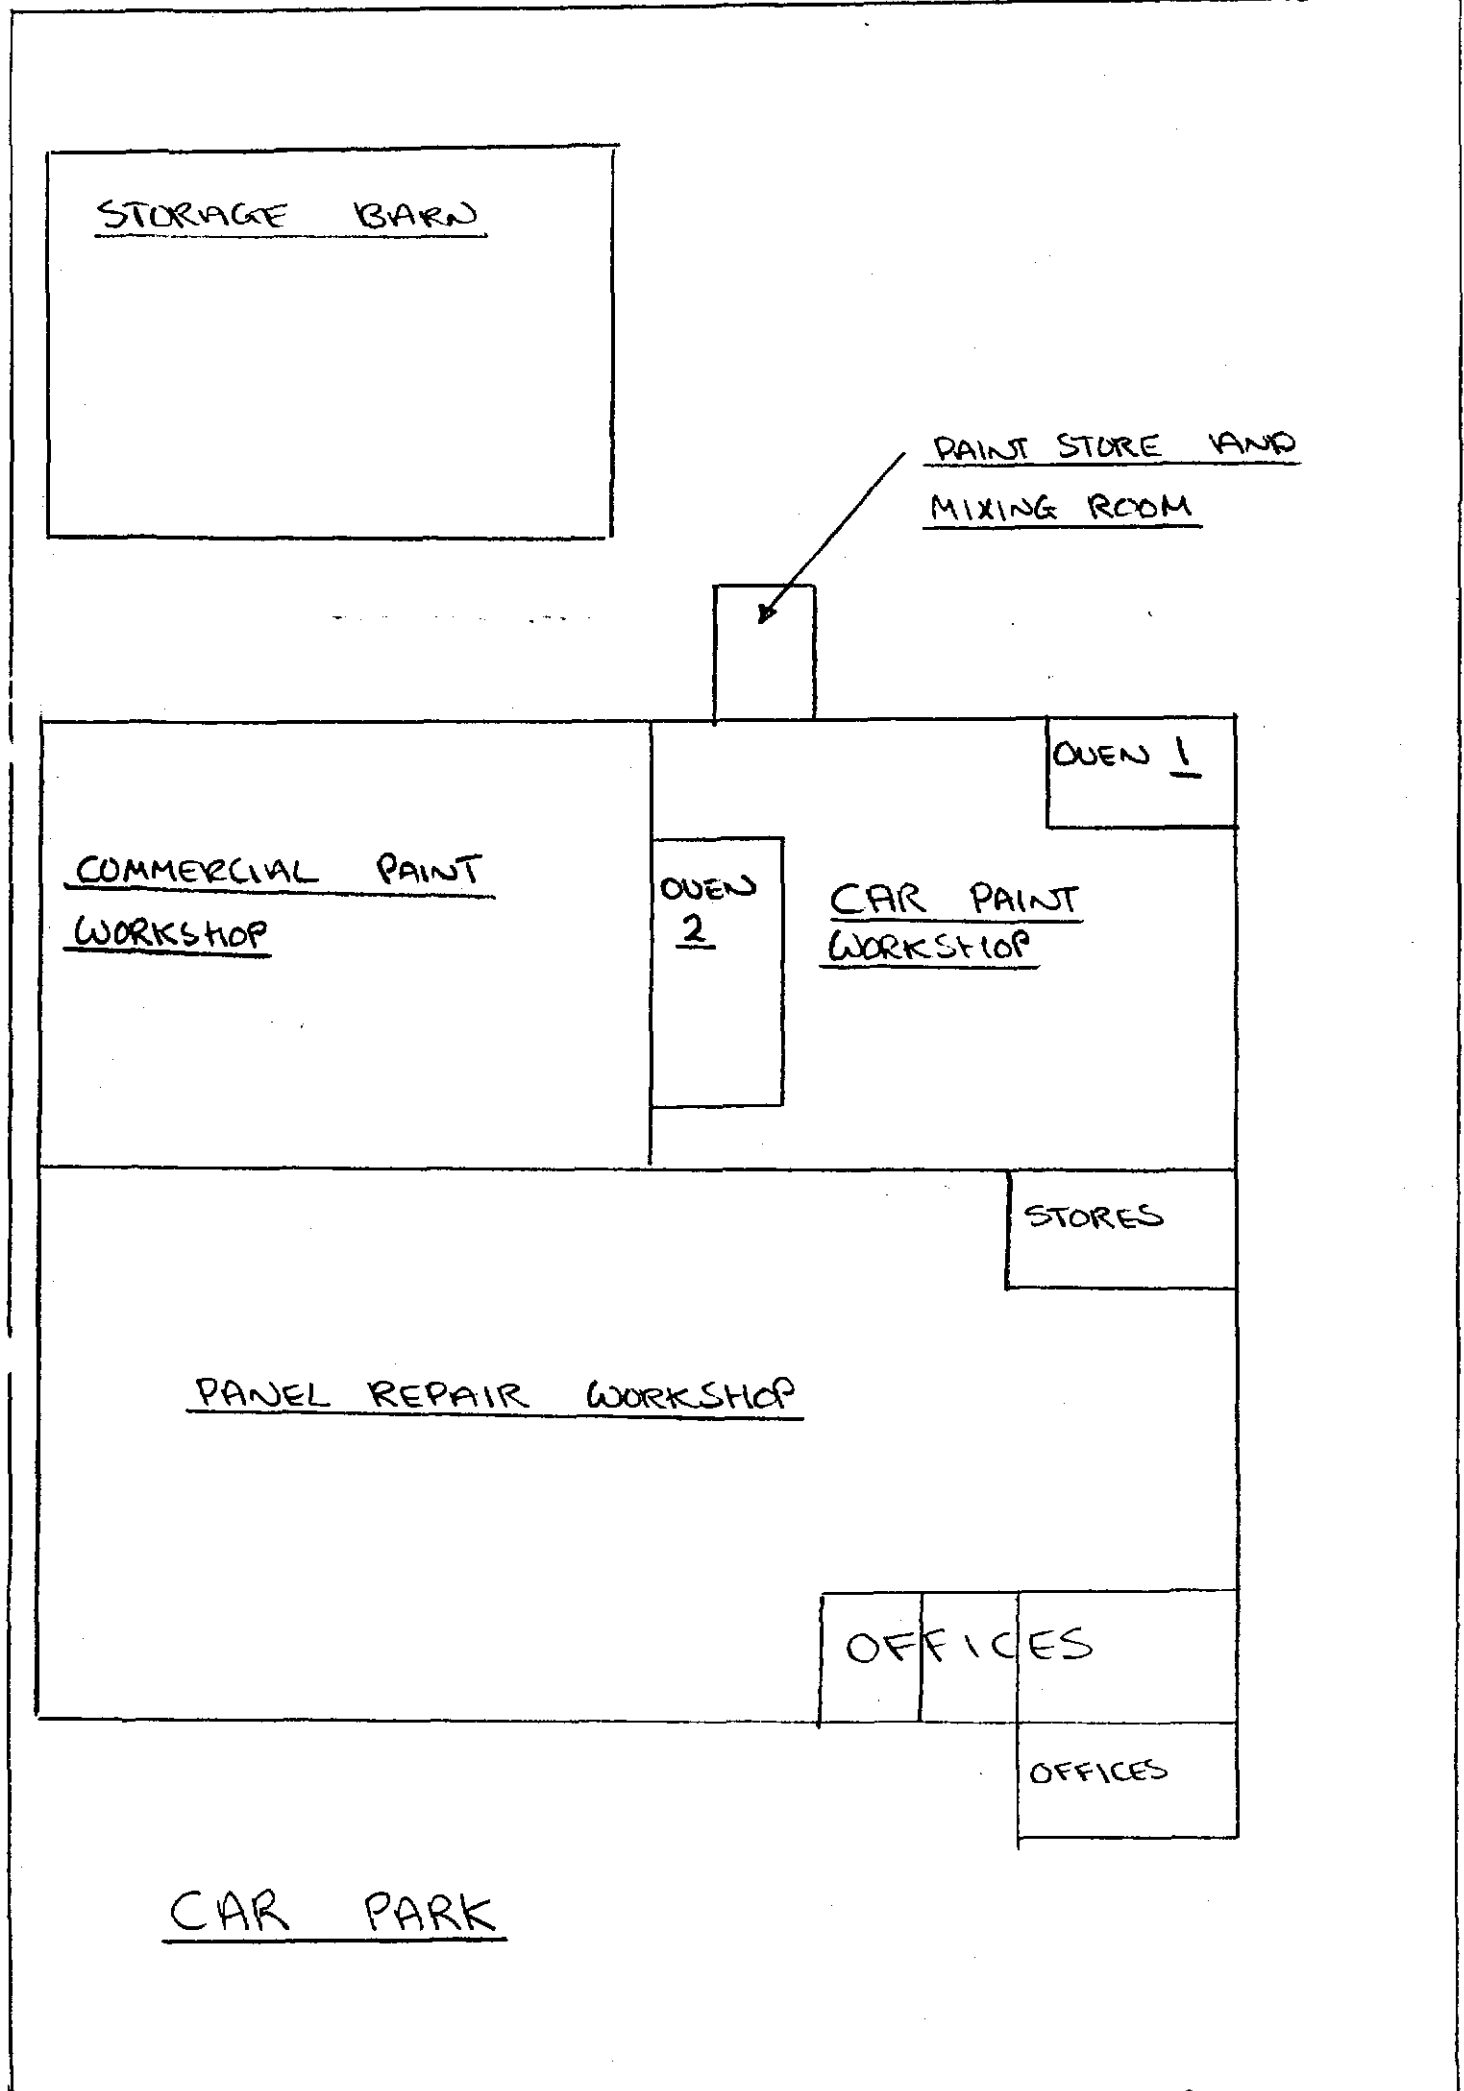 STORAGE BARN
PAINT STORE AND
MIXING ROOM
OVEN 1
COMMERCIAL PAINT
WORKSHOP
OVEN
2
CAR PAINT
WORKSHOP
STORES
PANEL REPAIR WORKSHOP
OFFICES
OFFICES
CAR PARK